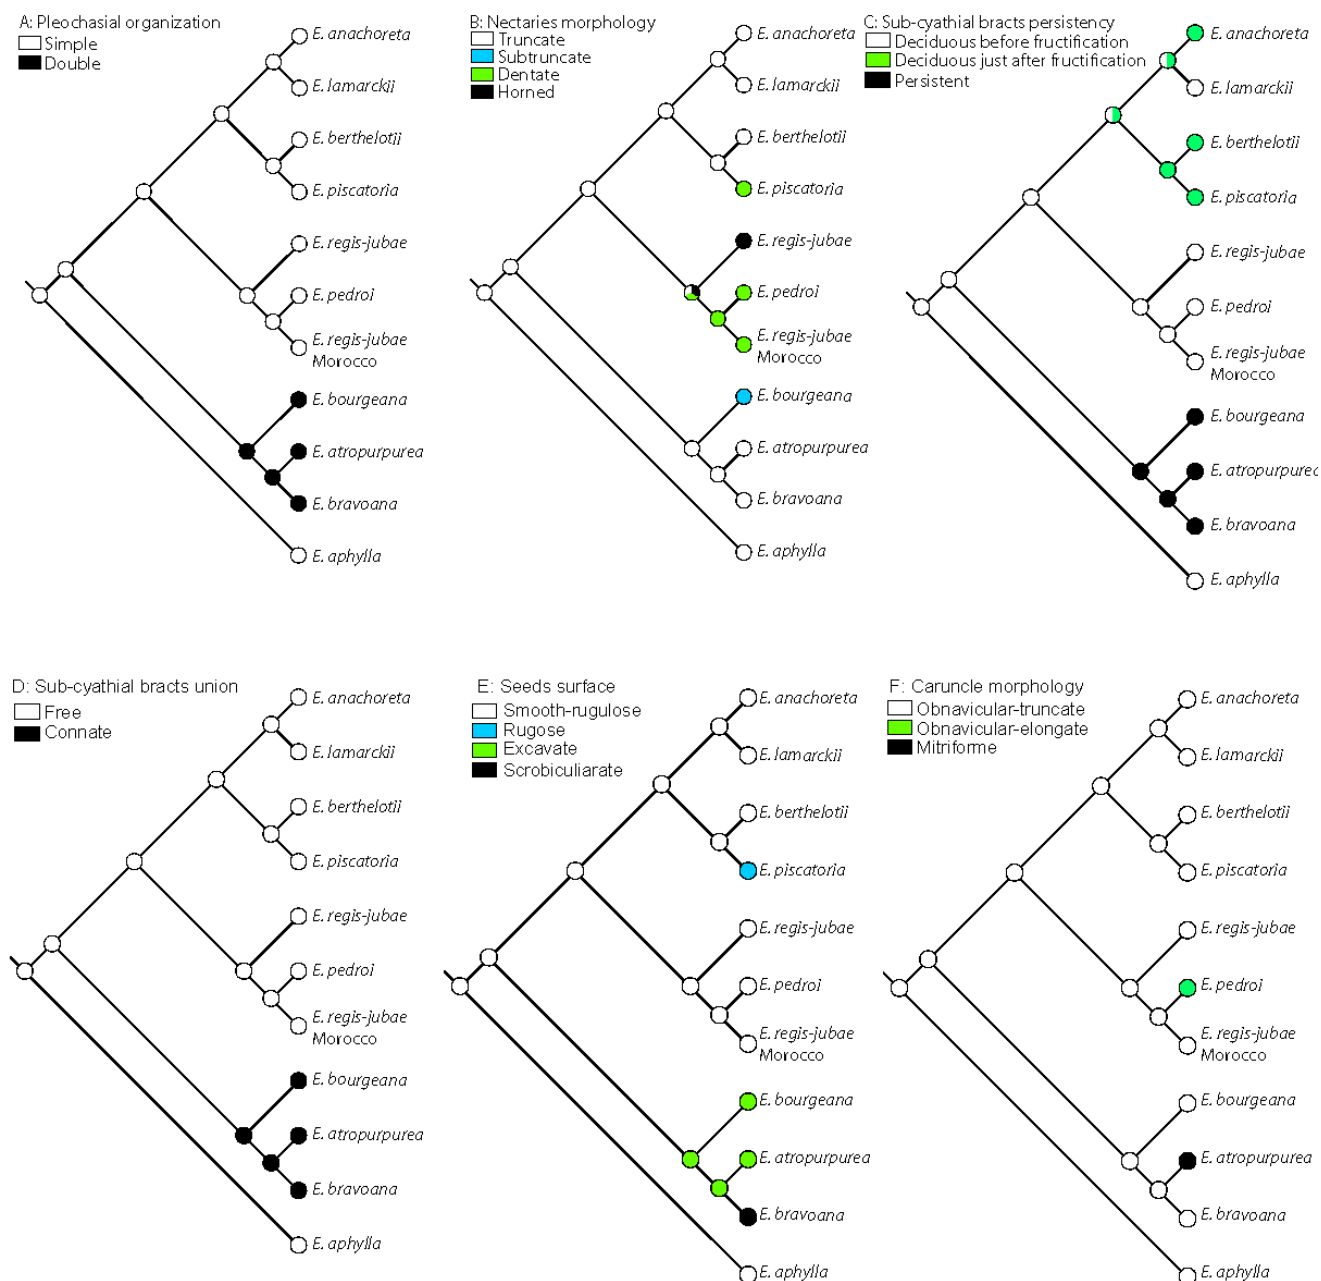 A: Pleochasial organization
Simple
Double
E. anachoreta
E. lamarckii
E. berthelotii
E. piscatoria
E. regis-jubae
E. pedroi
E. regis-jubae
Morocco
E. bourgeana
E. atropurpurea
E. bravoana
E. aphylla
B: Nectaries morphology
Truncate
Subtruncate
Dentate
Horned
E. anachoreta
E. lamarckii
E. berthelotii
E. piscatoria
E. regis-jubae
E. pedroi
E. regis-jubae
Morocco
E. bourgeana
E. atropurpurea
E. bravoana
E. aphylla
C: Sub-cyathial bracts persistency
Deciduous before fructification
Deciduous just after fructification
Persistent
E. anachoreta
E. lamarckii
E. berthelotii
E. piscatoria
E. regis-jubae
E. pedroi
E. regis-jubae
Morocco
E. bourgeana
E. atropurpurea
E. bravoana
E. aphylla
D: Sub-cyathial bracts union
Free
Connate
E. anachoreta
E. lamarckii
E. berthelotii
E. piscatoria
E. regis-jubae
E. pedroi
E. regis-jubae
Morocco
E. bourgeana
E. atropurpurea
E. bravoana
E. aphylla
E: Seeds surface
Smooth-rugulose
Rugose
Excavate
Scrobiculiarate
E. anachoreta
E. lamarckii
E. berthelotii
E. piscatoria
E. regis-jubae
E. pedroi
E. regis-jubae
Morocco
E. bourgeana
E. atropurpurea
E. bravoana
E. aphylla
F: Caruncle morphology
Obnavicular-truncate
Obnavicular-elongate
Mitriforme
E. anachoreta
E. lamarckii
E. berthelotii
E. piscatoria
E. regis-jubae
E. pedroi
E. regis-jubae
Morocco
E. bourgeana
E. atropurpurea
E. bravoana
E. aphylla